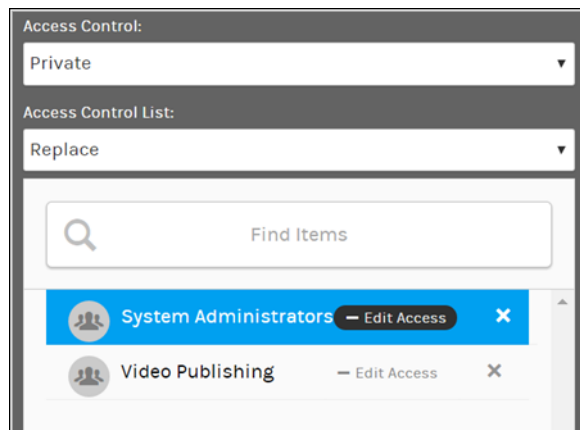 Access Control:
Private
Access Control List:
Replace
Find Items
System Administrators − Edit Access ×
Video Publishing − Edit Access ×